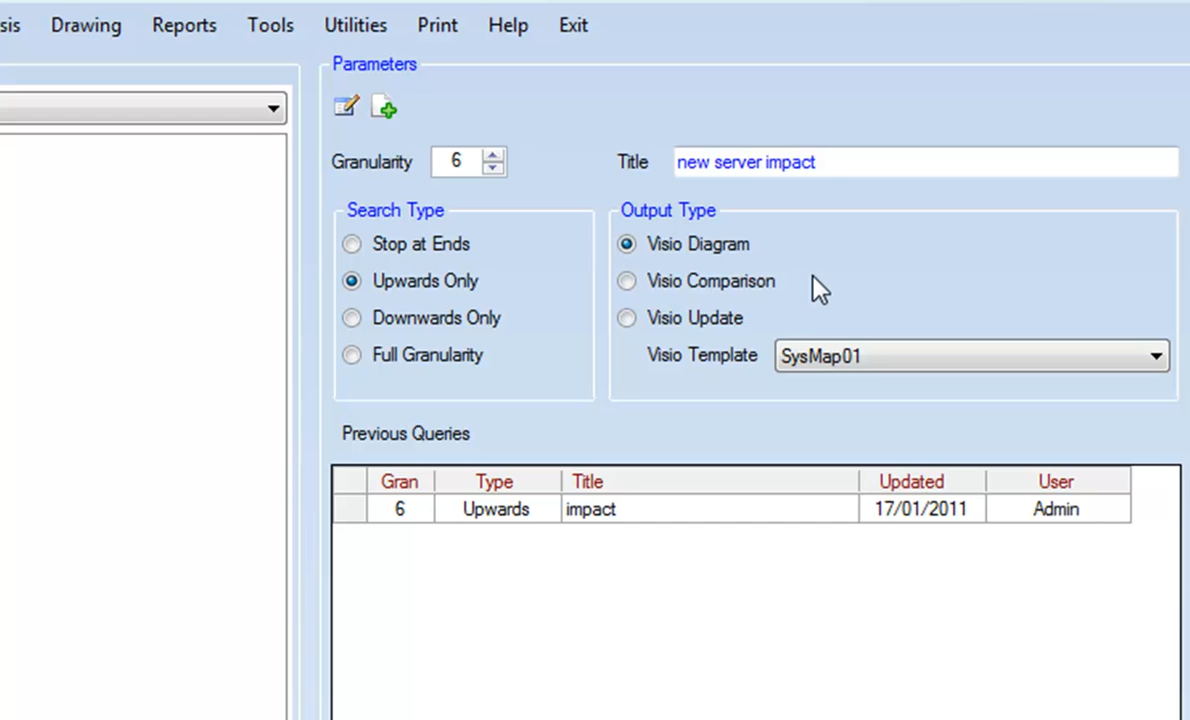 sis Drawing Reports Tools Utilities Print Help Exit
Parameters
Granularity 6 Title new server impact
Search Type
Stop at Ends
Upwards Only
Downwards Only
Full Granularity
Output Type
Visio Diagram
Visio Comparison
Visio Update
Visio Template SysMap01
Previous Queries
Gran Type Title Updated User
6 Upwards impact 17/01/2011 Admin